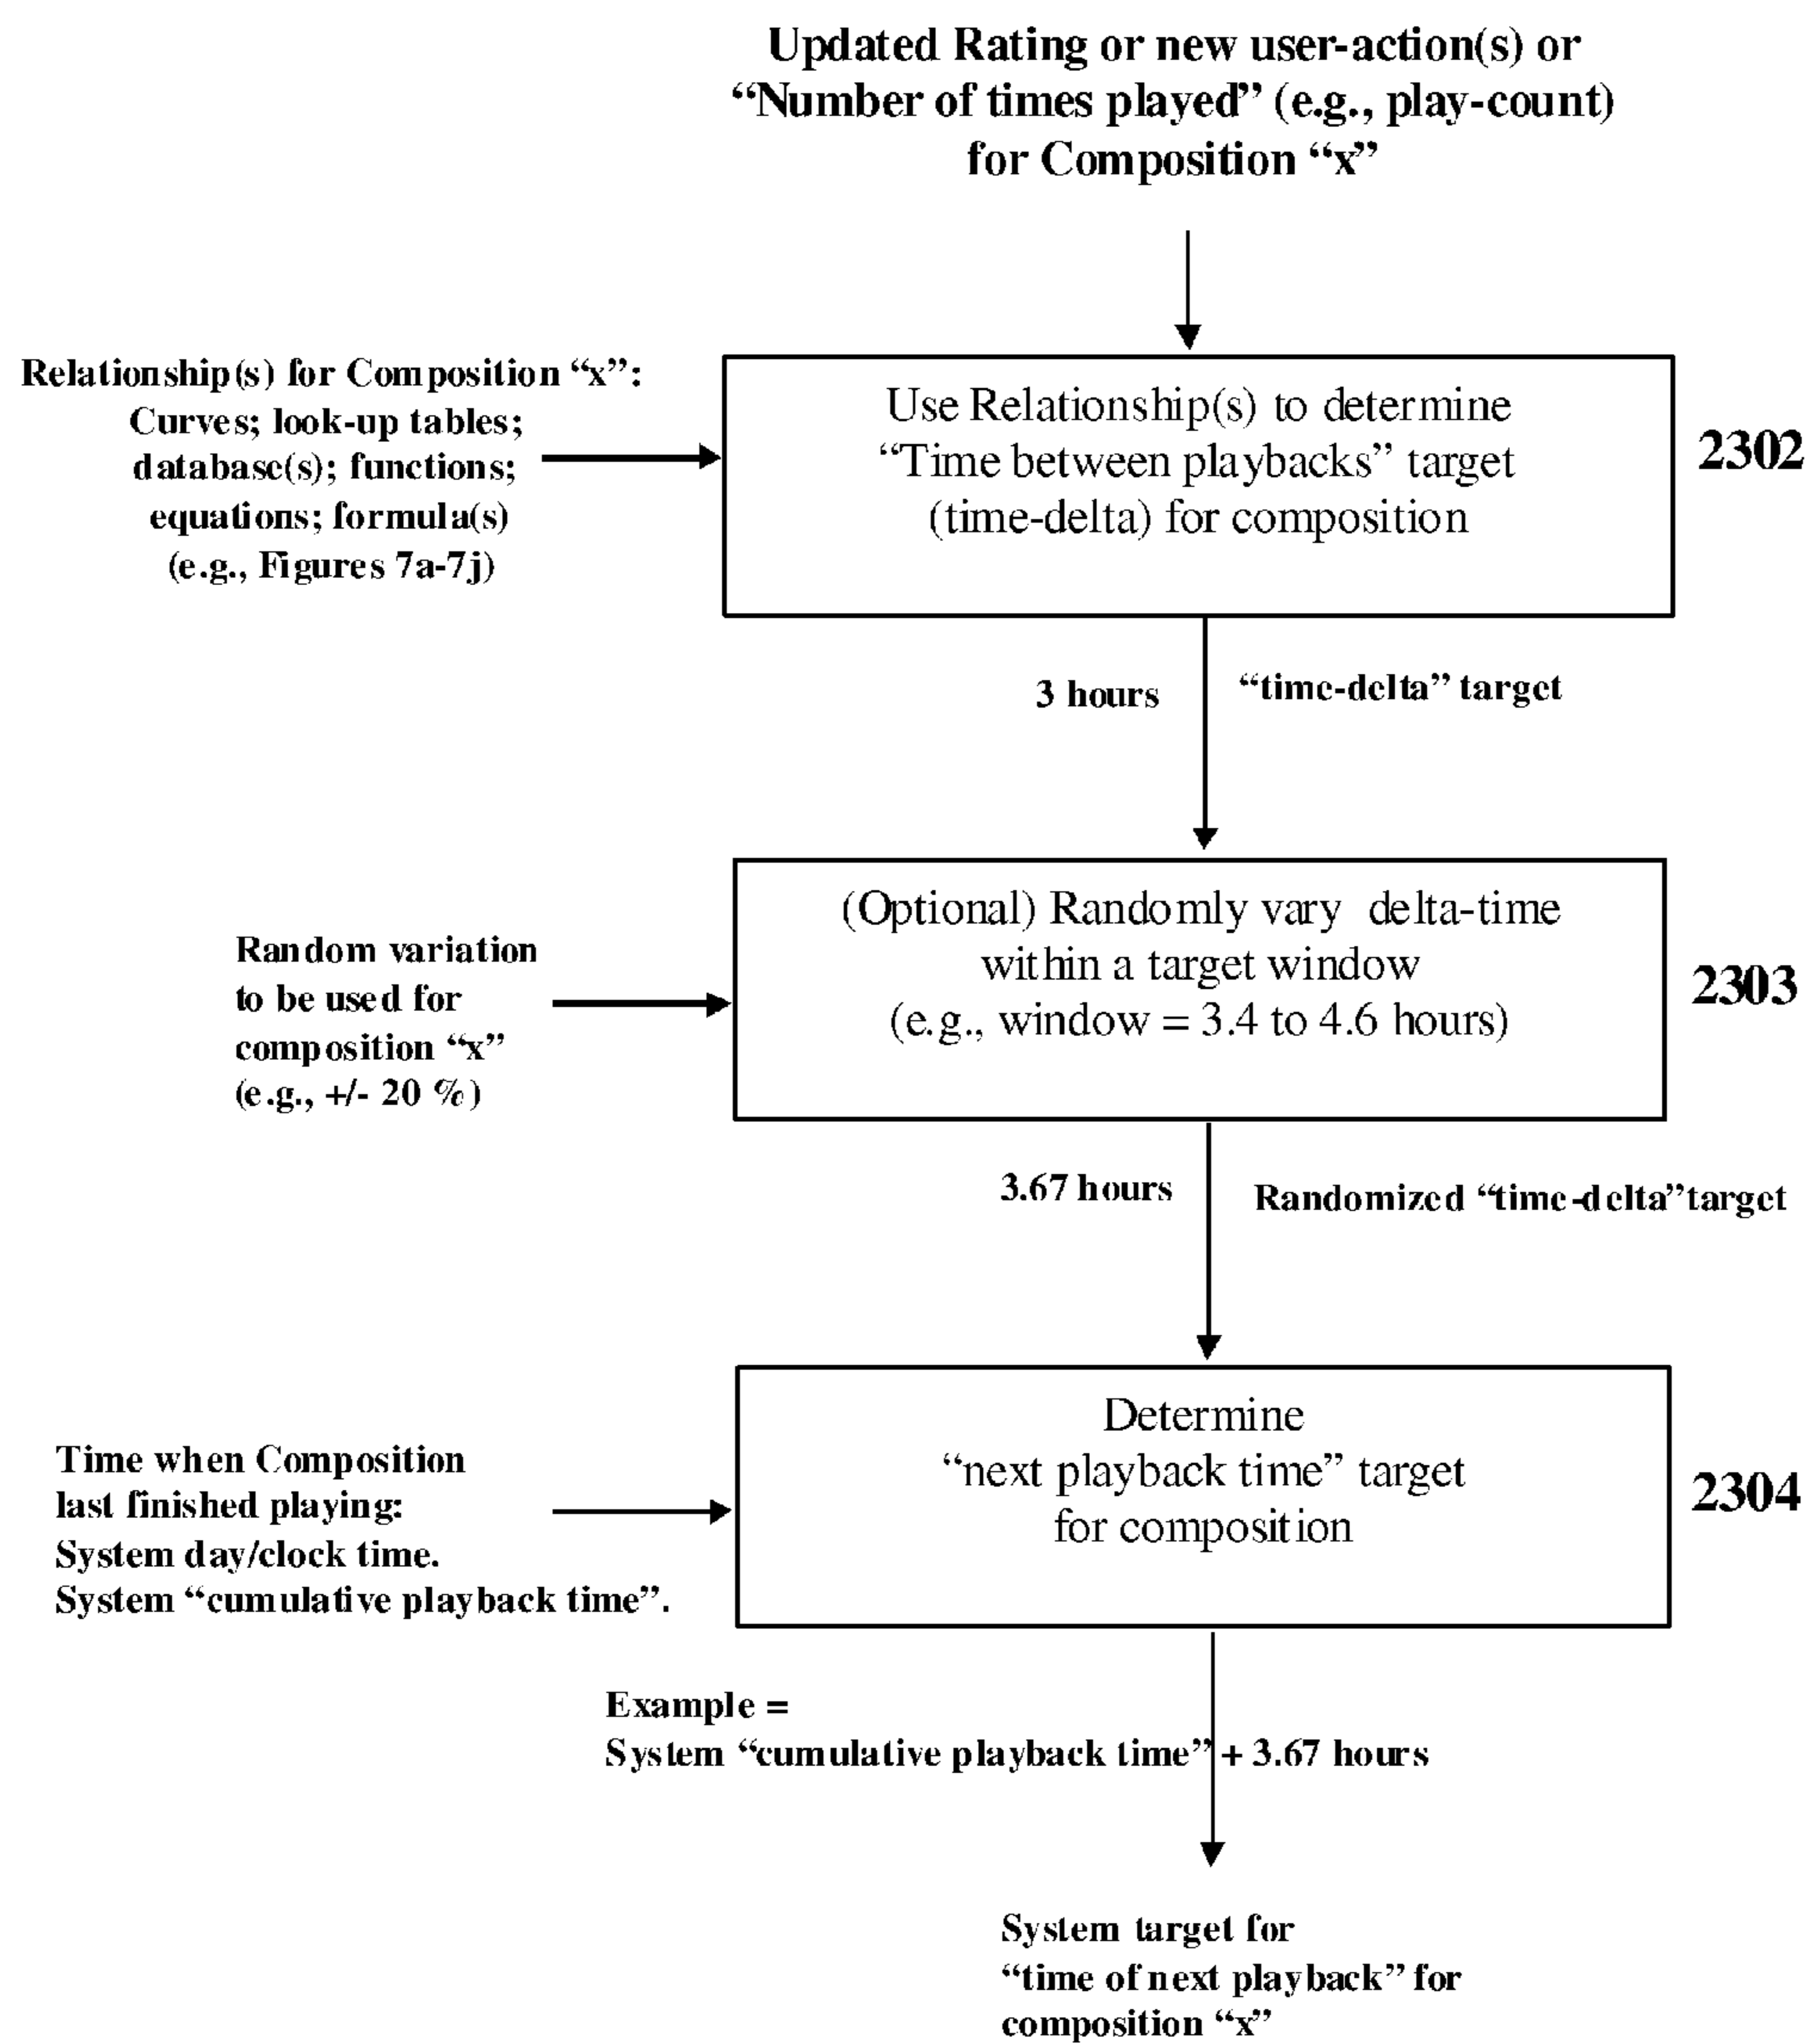 Updated Rating or new user-action(s) or
“Number of times played” (e.g., play-count)
for Composition “x”
Relationship(s) for Composition “x”:
Curves; look-up tables;
database(s); functions;
equations; formula(s)
(e.g., Figures 7a-7j)
Use Relationship(s) to determine
“Time between playbacks” target
(time-delta) for composition
2302
3 hours
“time-delta” target
Random variation
to be used for
composition “x”
(e.g., +/- 20 %)
(Optional) Randomly vary delta-time
within a target window
(e.g., window = 3.4 to 4.6 hours)
2303
3.67 hours
Randomized “time-delta”target
Time when Composition
last finished playing:
System day/clock time.
System “cumulative playback time”.
Determine
“next playback time” target
for composition
2304
Example =
System “cumulative playback time” + 3.67 hours
System target for
“time of next playback” for
composition “x”